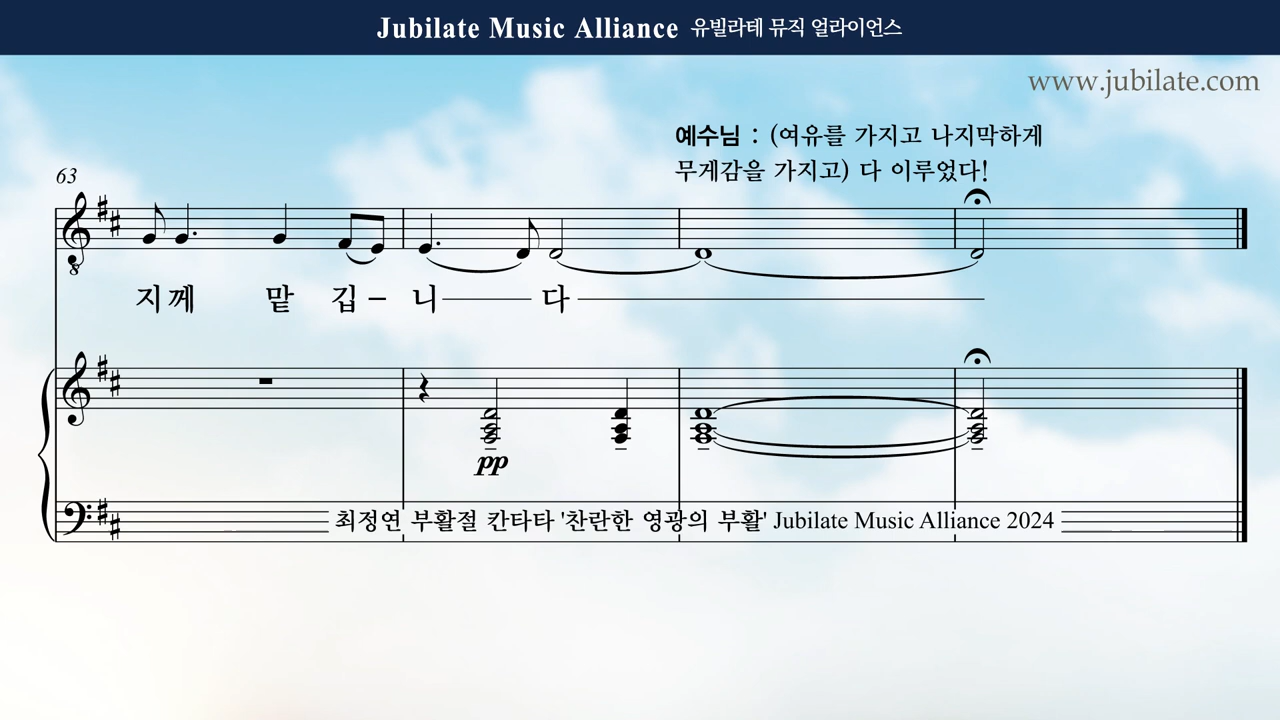 Jubilate Music Alliance 유빌라테 뮤직 얼라이언스
www.jubilate.com
예수님 : (여유를 가지고 나지막하게
무게감을 가지고) 다 이루었다!
63
지께 맡 깁 – 니 다
pp
최정연 부활절 칸타타 '찬란한 영광의 부활' Jubilate Music Alliance 2024